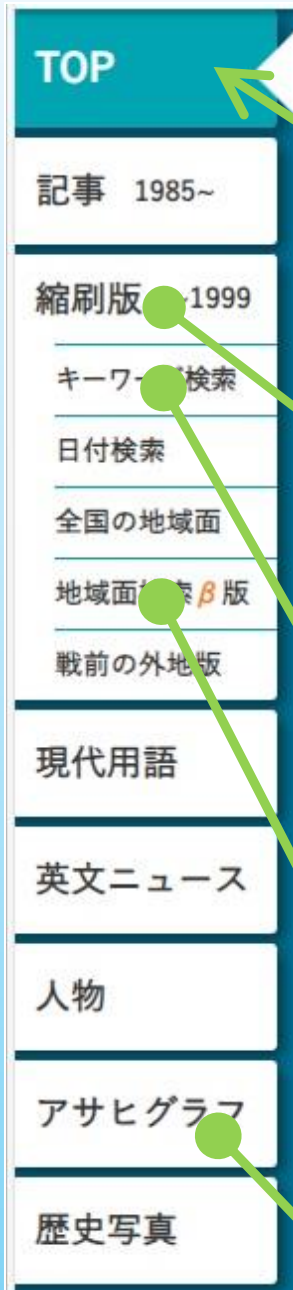 TOP
記事 1985~
縮刷版 ~1999
キーワード検索
日付検索
全国の地域面
地域面検索 β版
戦前の外地版
現代用語
英文ニュース
人物
アサヒグラフ
歴史写真